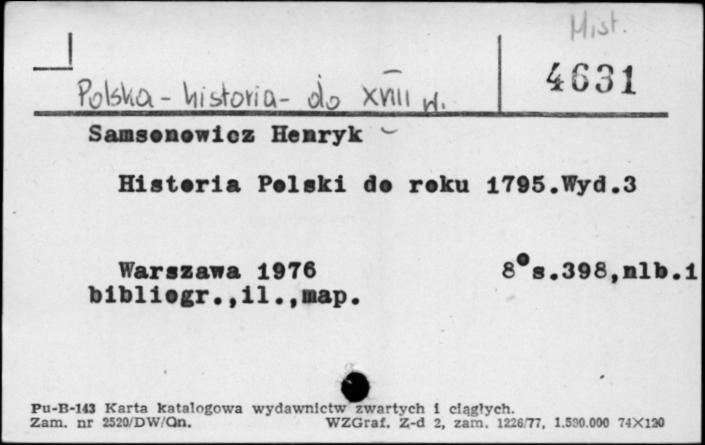 Hist.
4631
Polska - historia - do XVIII w.
Samsonowicz Henryk
Historia Polski do roku 1795.Wyd.3
Warszawa 1976 8° s.398,nlb.1
bibliogr.,il.,map.
Pu-B-143 Karta katalogowa wydawnictw zwartych i ciągłych.
Zam. nr 2520/DW/Qn. WZGraf. Z-d 2, zam. 1226/77, 1.500.000 74X120